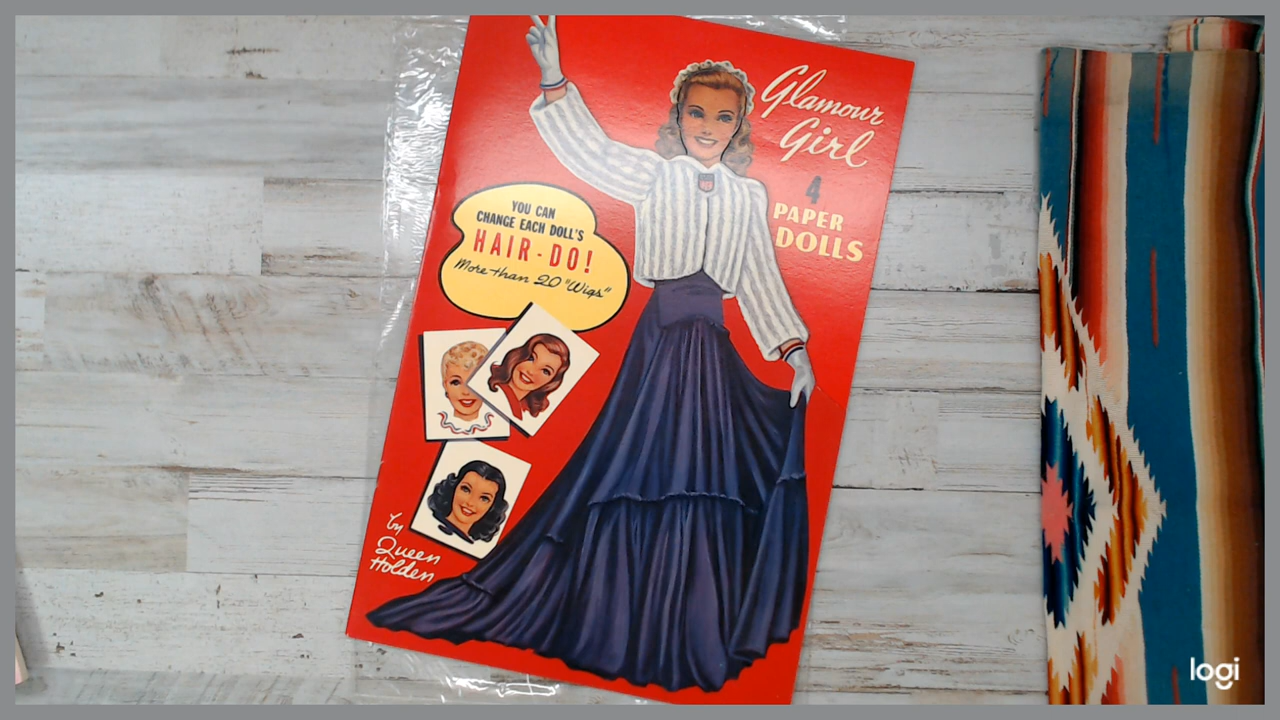 Glamour
Girl
4
PAPER
DOLLS
YOU CAN
CHANGE EACH DOLL'S
HAIR-DO!
More than 20 "Wigs"
by
Queen
Holden
logi